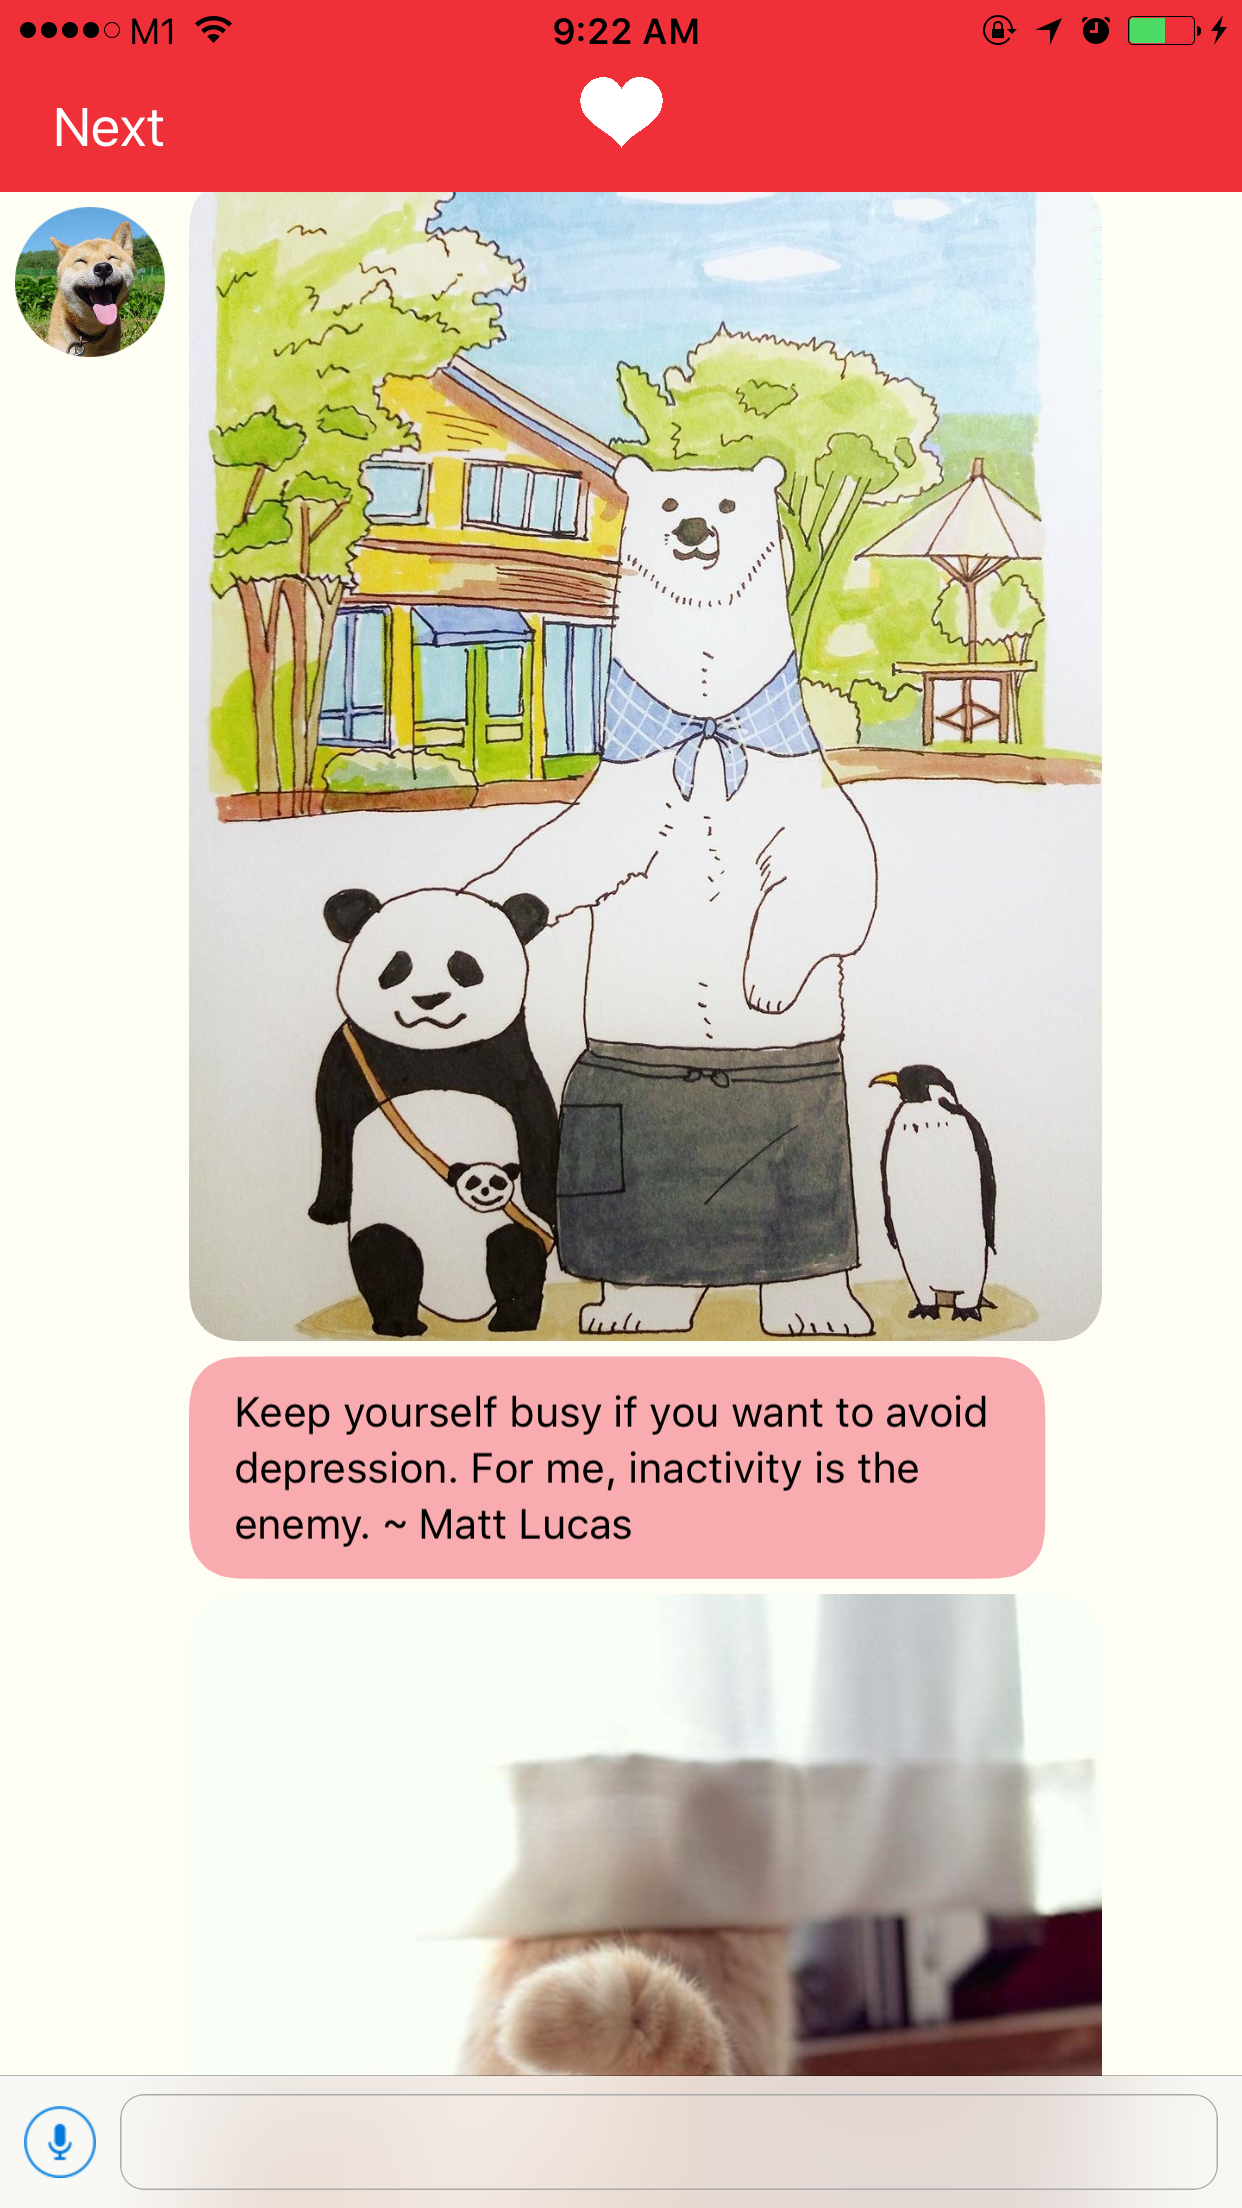 M1 9:22 AM
Next
Keep yourself busy if you want to avoid
depression. For me, inactivity is the
enemy. ~ Matt Lucas